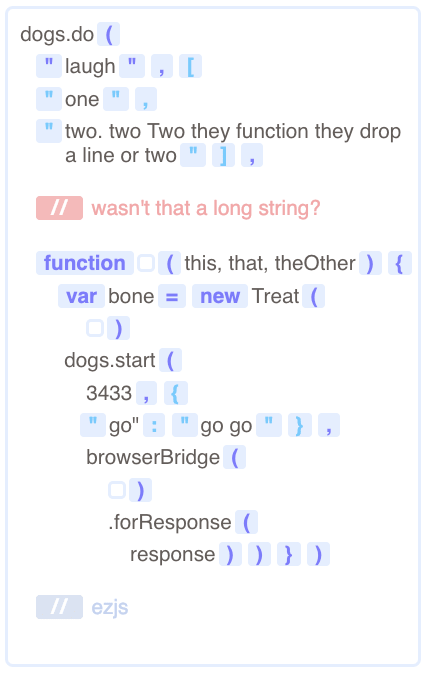 dogs.do (
" laugh " , [
" one " ,
" two. two Two they function they drop
a line or two " ] ,
// wasn't that a long string?
function ( this, that, theOther ) {
var bone = new Treat (
)
dogs.start (
3433 , {
" go" : " go go " } ,
browserBridge (
)
.forResponse (
response ) ) } )
// ezjs